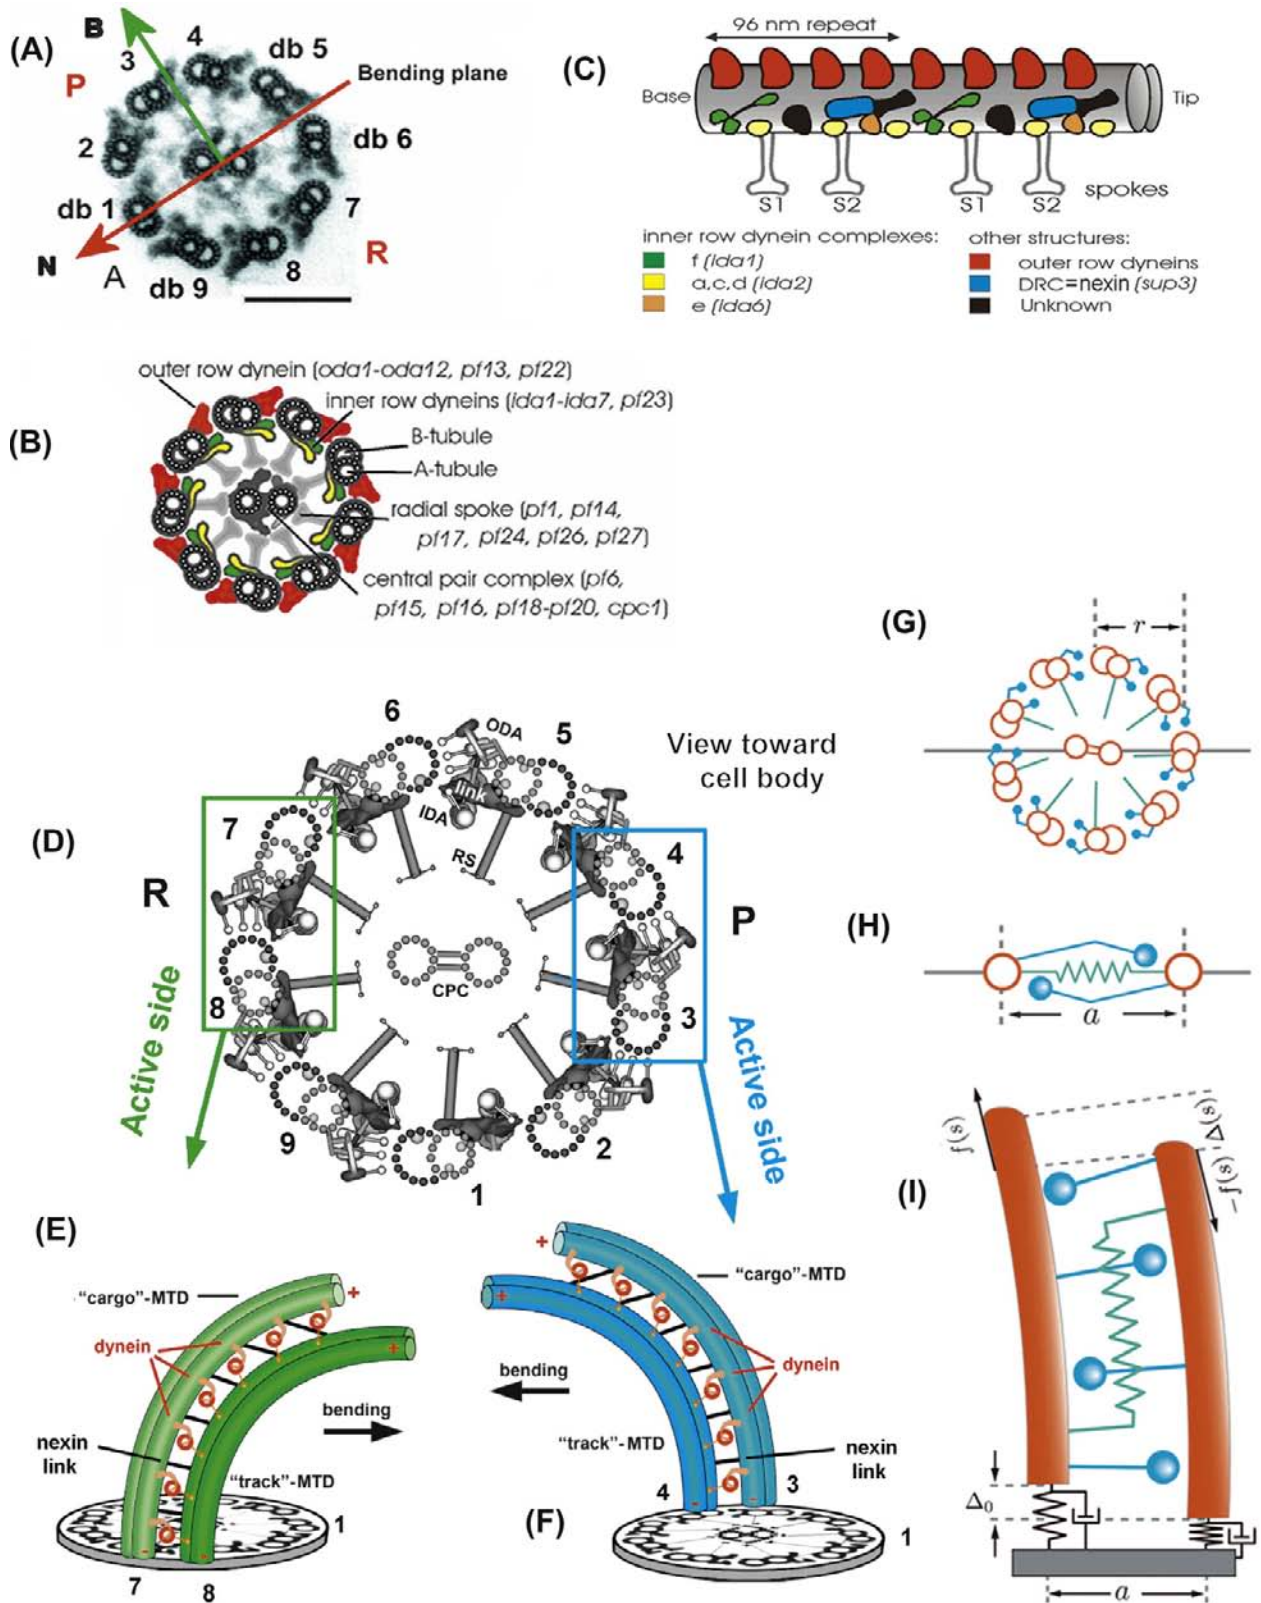 (A)
B
4
db 5
3
Bending plane
P
2
db 6
db 1
7
N
A
R
db 9
8
96 nm repeat
(C)
Base
Tip
spokes
S1
S2
S1
S2
inner row dynein complexes:
f (ida1)
a,c,d (ida2)
e (ida6)
other structures:
outer row dyneins
DRC=nexin (sup3)
Unknown
(B)
outer row dynein (oda1-oda12, pf13, pf22)
inner row dyneins (ida1-ida7, pf23)
B-tubule
A-tubule
radial spoke (pf1, pf14,
pf17, pf24, pf26, pf27)
central pair complex (pf6,
pf15, pf16, pf18-pf20, cpc1)
(G)
r
(D)
6
ODA
5
View toward
cell body
7
IDA
4
RS
R
P
CPC
8
3
Active side
Active side
9
2
1
(H)
a
(E)
"cargo"-MTD
+
dynein
+
bending
nexin
link
"track"-MTD
-
-
1
7
8
+
"cargo"-MTD
+
bending
dynein
"track"-MTD
nexin
link
4
3
-
-
(F)
1
(I)
f(s)
Δ(s)
−f(s)
Δ0
a